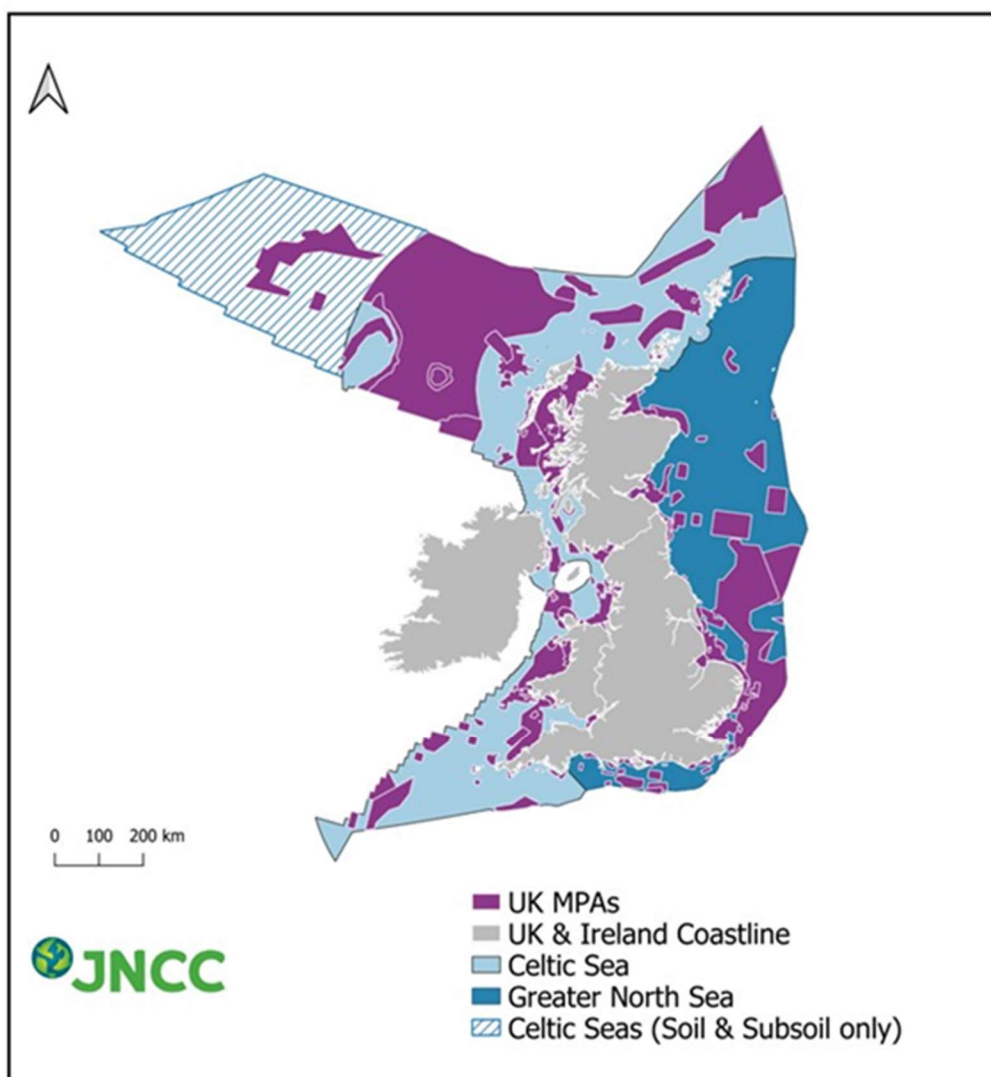 0 100 200 km
JNCC
UK MPAs
UK & Ireland Coastline
Celtic Sea
Greater North Sea
Celtic Seas (Soil & Subsoil only)